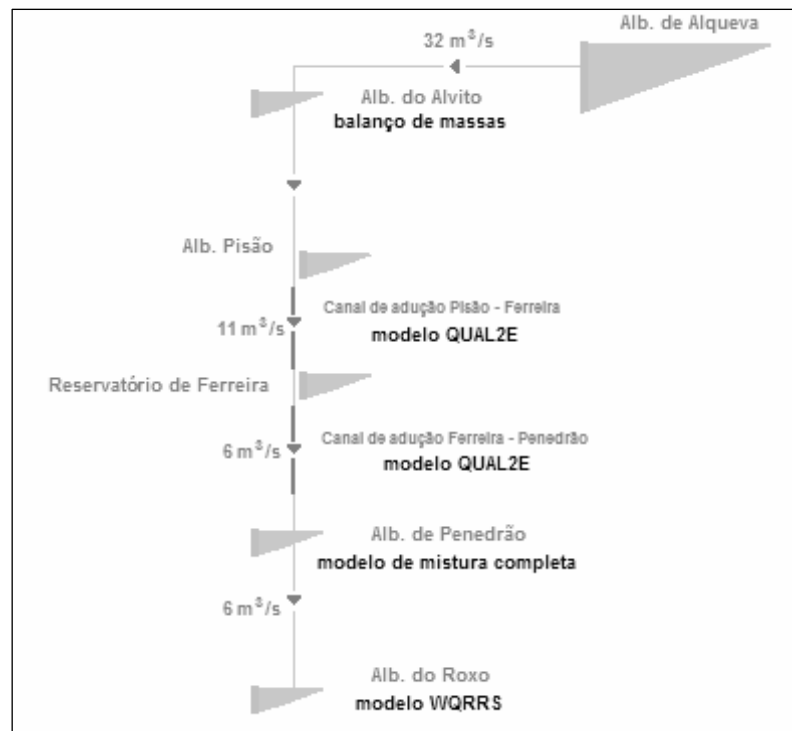 Alb. de Alqueva
32 m³/s
Alb. do Alvito
balanço de massas
Alb. Pisão
Canal de adução Pisão - Ferreira
11 m³/s
modelo QUAL2E
Reservatório de Ferreira
Canal de adução Ferreira - Penedrão
6 m³/s
modelo QUAL2E
Alb. de Penedrão
modelo de mistura completa
6 m³/s
Alb. do Roxo
modelo WQRRS